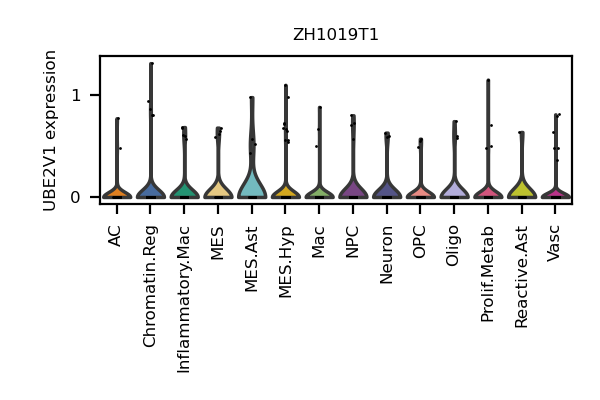 ZH1019T1
UBE2V1 expression
1
0
AC
Chromatin.Reg
Inflammatory.Mac
MES
MES.Ast
MES.Hyp
Mac
NPC
Neuron
OPC
Oligo
Prolif.Metab
Reactive.Ast
Vasc